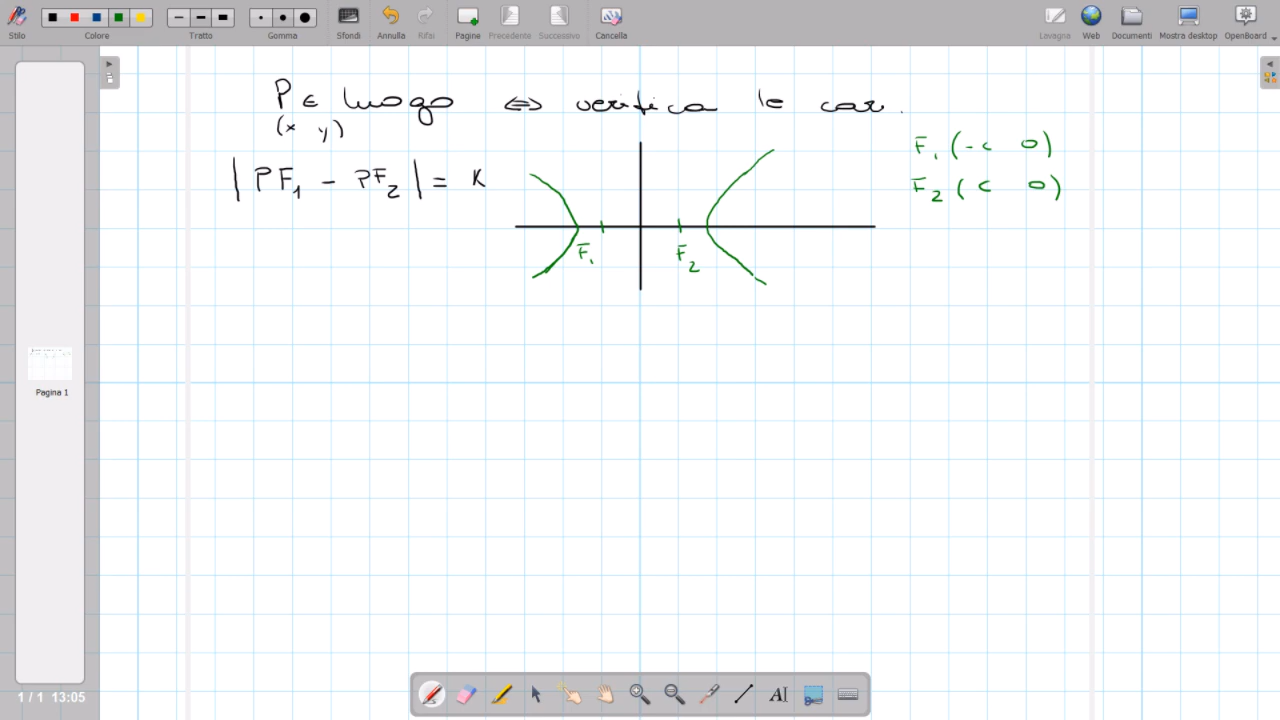 Stilo Colore Tratto Gomma Sfondi Annulla Rifai Pagine Precedente Successivo Cancella Lavagna Web Documenti Mostra desktop OpenBoard
P ∈ luogo ⇔ verifica le car.
(x y)
F1 (-c 0)
|PF1 - PF2| = K
F2 (c 0)
F1 F2
Pagina 1
1 / 1 13:05
AI